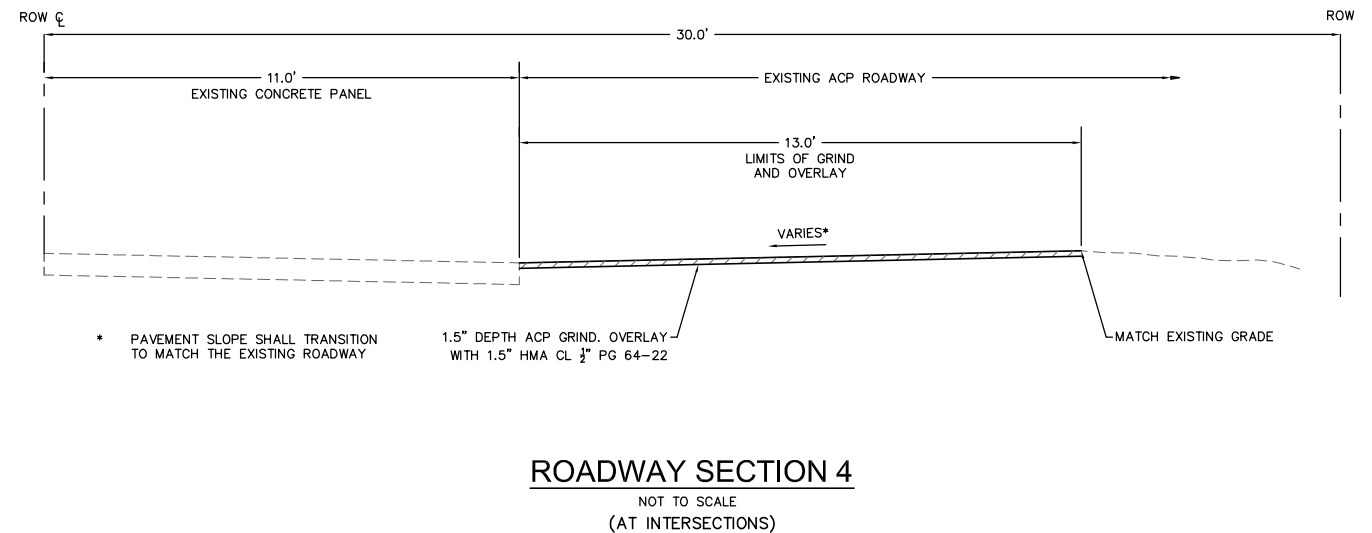 ROW ℄
ROW
30.0'
11.0'
EXISTING CONCRETE PANEL
EXISTING ACP ROADWAY
13.0'
LIMITS OF GRIND
AND OVERLAY
VARIES*
* PAVEMENT SLOPE SHALL TRANSITION
TO MATCH THE EXISTING ROADWAY
1.5" DEPTH ACP GRIND. OVERLAY
WITH 1.5" HMA CL ½" PG 64-22
MATCH EXISTING GRADE
ROADWAY SECTION 4
NOT TO SCALE
(AT INTERSECTIONS)